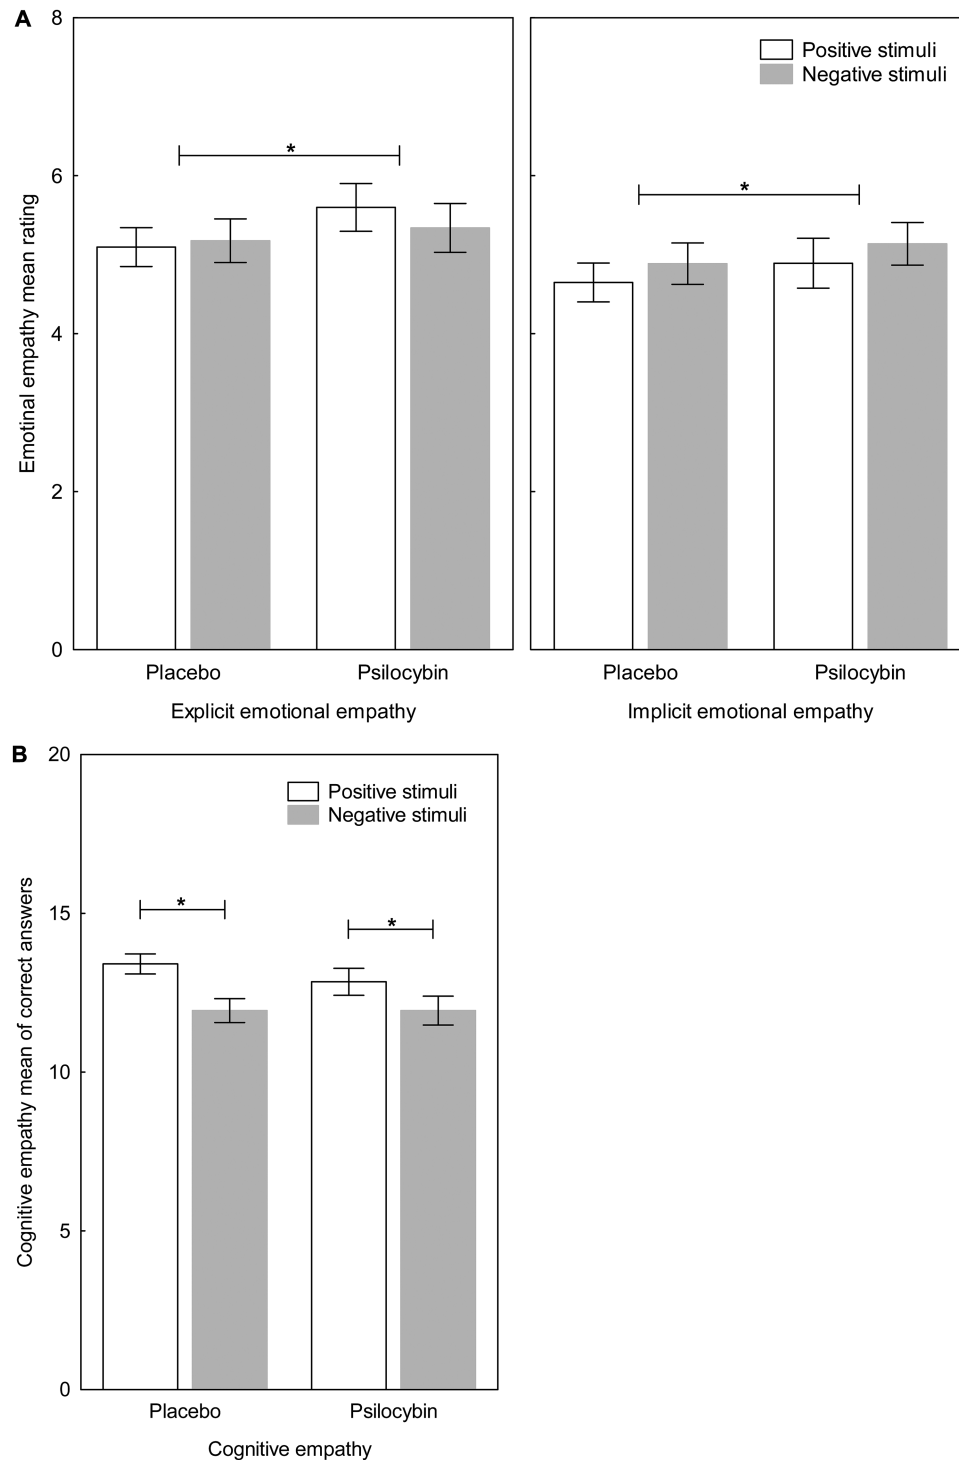 A
8
6
4
2
0
Emotinal empathy mean rating
*
Placebo
Psilocybin
Explicit emotional empathy
Positive stimuli
Negative stimuli
*
Placebo
Psilocybin
Implicit emotional empathy
B
20
15
10
5
0
Cognitive empathy mean of correct answers
Positive stimuli
Negative stimuli
*
*
Placebo
Psilocybin
Cognitive empathy